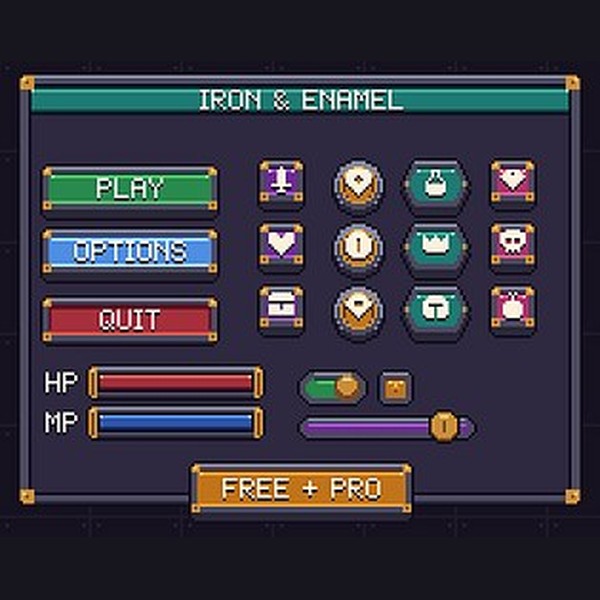 IRON & ENAMEL
PLAY
OPTIONS
QUIT
HP
MP
FREE + PRO